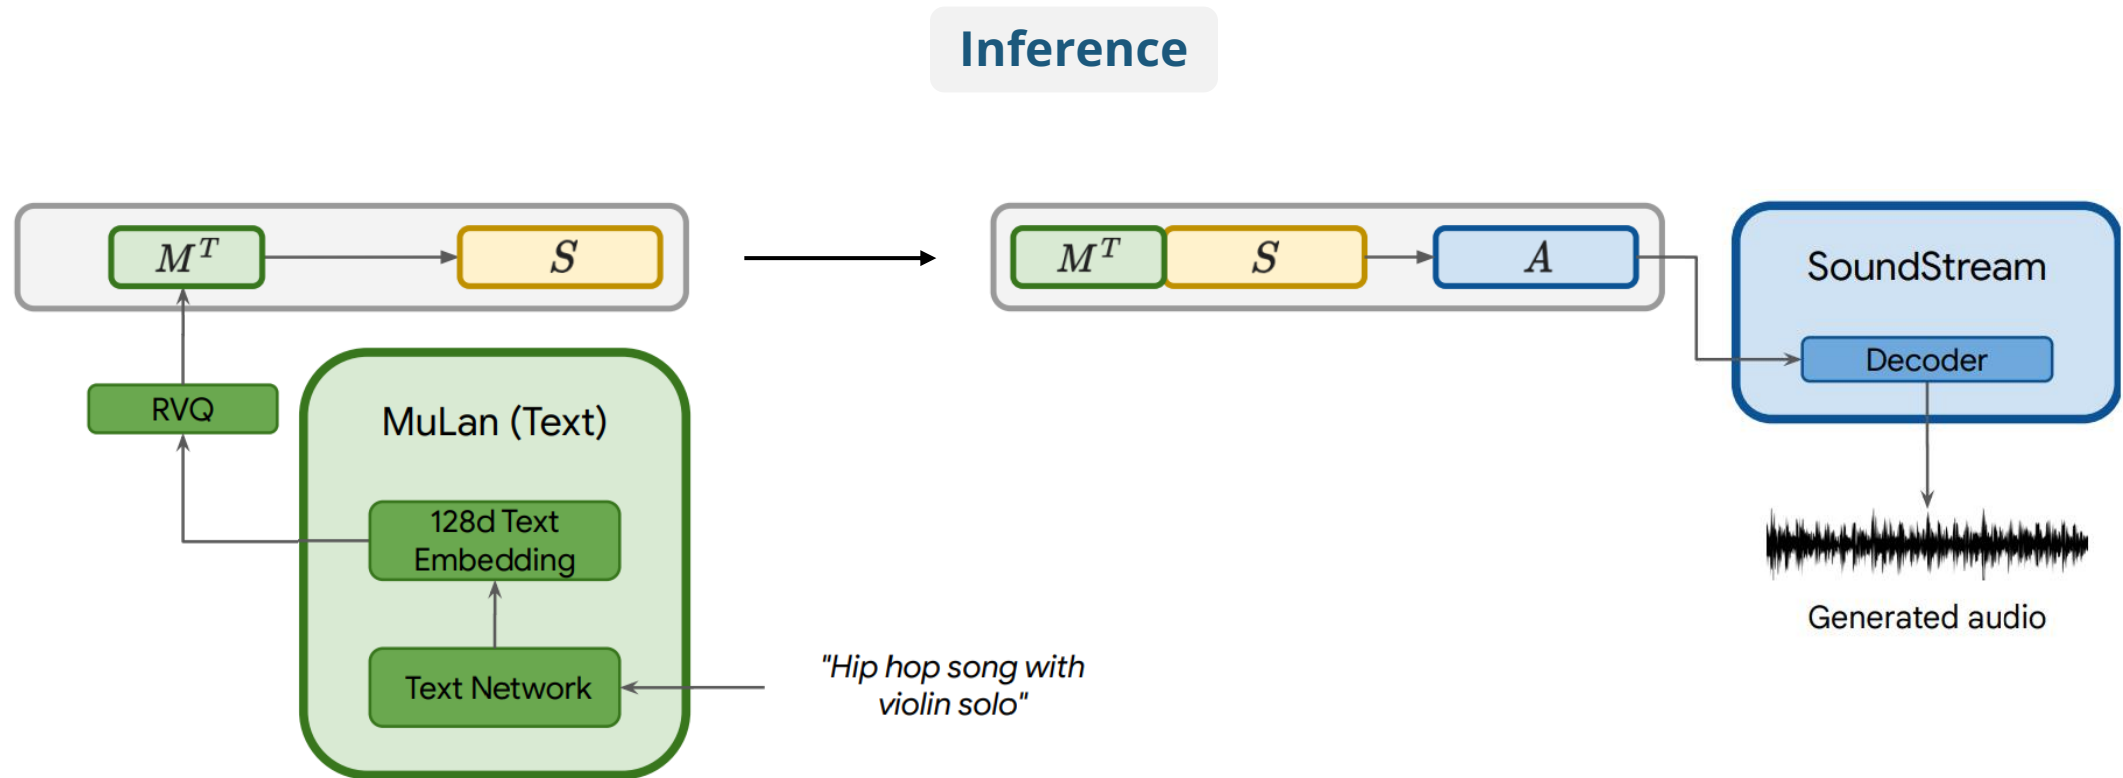 Inference
M^T
S
M^T
S
A
SoundStream
Decoder
RVQ
MuLan (Text)
128d Text
Embedding
Text Network
"Hip hop song with
violin solo"
Generated audio